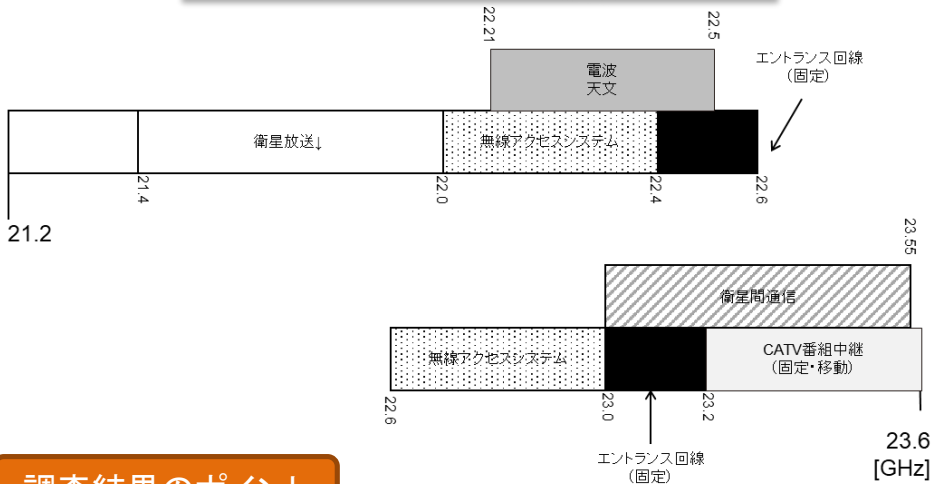 22.21
22.5
電波
天文
エントランス回線
(固定)
衛星放送↓
無線アクセスシステム
21.4
22.0
22.4
22.6
21.2
23.55
衛星間通信
無線アクセスシステム
CATV番組中継
(固定・移動)
22.6
23.0
23.2
23.6
[GHz]
エントランス回線
(固定)
調査結果のポイント